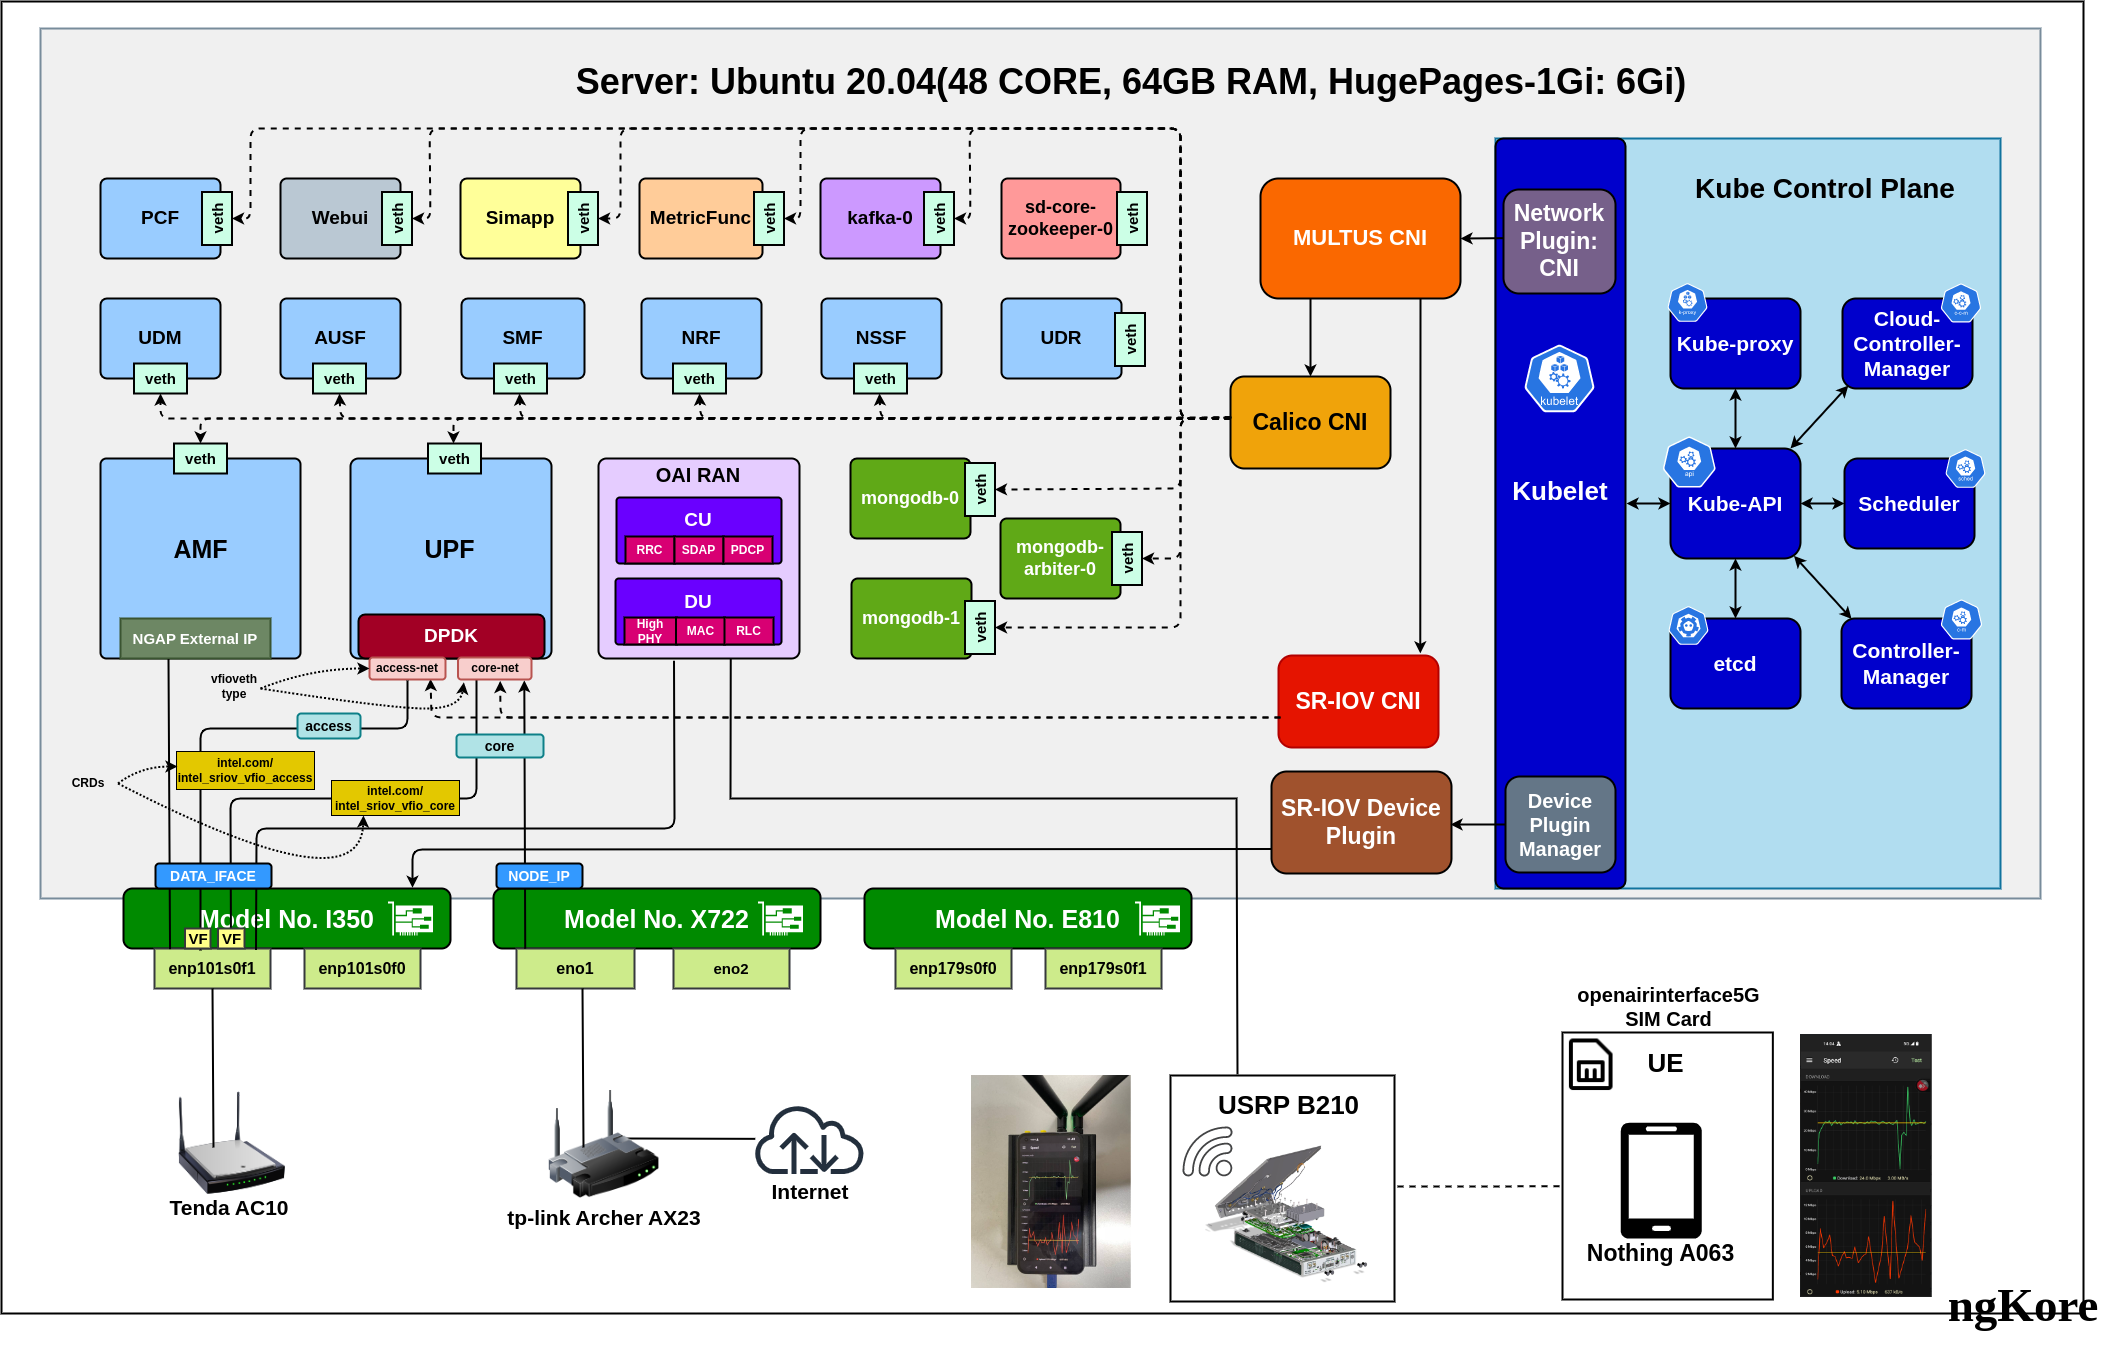 Server: Ubuntu 20.04(48 CORE, 64GB RAM, HugePages-1Gi: 6Gi)
PCF
veth
Webui
veth
Simapp
veth
MetricFunc
veth
kafka-0
veth
sd-core-
zookeeper-0
veth
UDM
veth
AUSF
veth
SMF
veth
NRF
veth
NSSF
veth
UDR
veth
veth
AMF
NGAP External IP
veth
UPF
DPDK
access-net
core-net
OAI RAN
CU
RRC
SDAP
PDCP
DU
High
PHY
MAC
RLC
mongodb-0
veth
mongodb-
arbiter-0
veth
mongodb-1
veth
MULTUS CNI
Calico CNI
SR-IOV CNI
SR-IOV Device
Plugin
Network
Plugin:
CNI
kubelet
Kubelet
Device
Plugin
Manager
Kube Control Plane
k-proxy
Kube-proxy
c-c-m
Cloud-
Controller-
Manager
api
Kube-API
sched
Scheduler
etcd
c-m
Controller-
Manager
vfioveth
type
access
core
CRDs
intel.com/
intel_sriov_vfio_access
intel.com/
intel_sriov_vfio_core
DATA_IFACE
Model No. I350
VF
VF
enp101s0f1
enp101s0f0
NODE_IP
Model No. X722
eno1
eno2
Model No. E810
enp179s0f0
enp179s0f1
Tenda AC10
tp-link Archer AX23
Internet
USRP B210
openairinterface5G
SIM Card
UE
Nothing A063
Speed
Test
ngKore